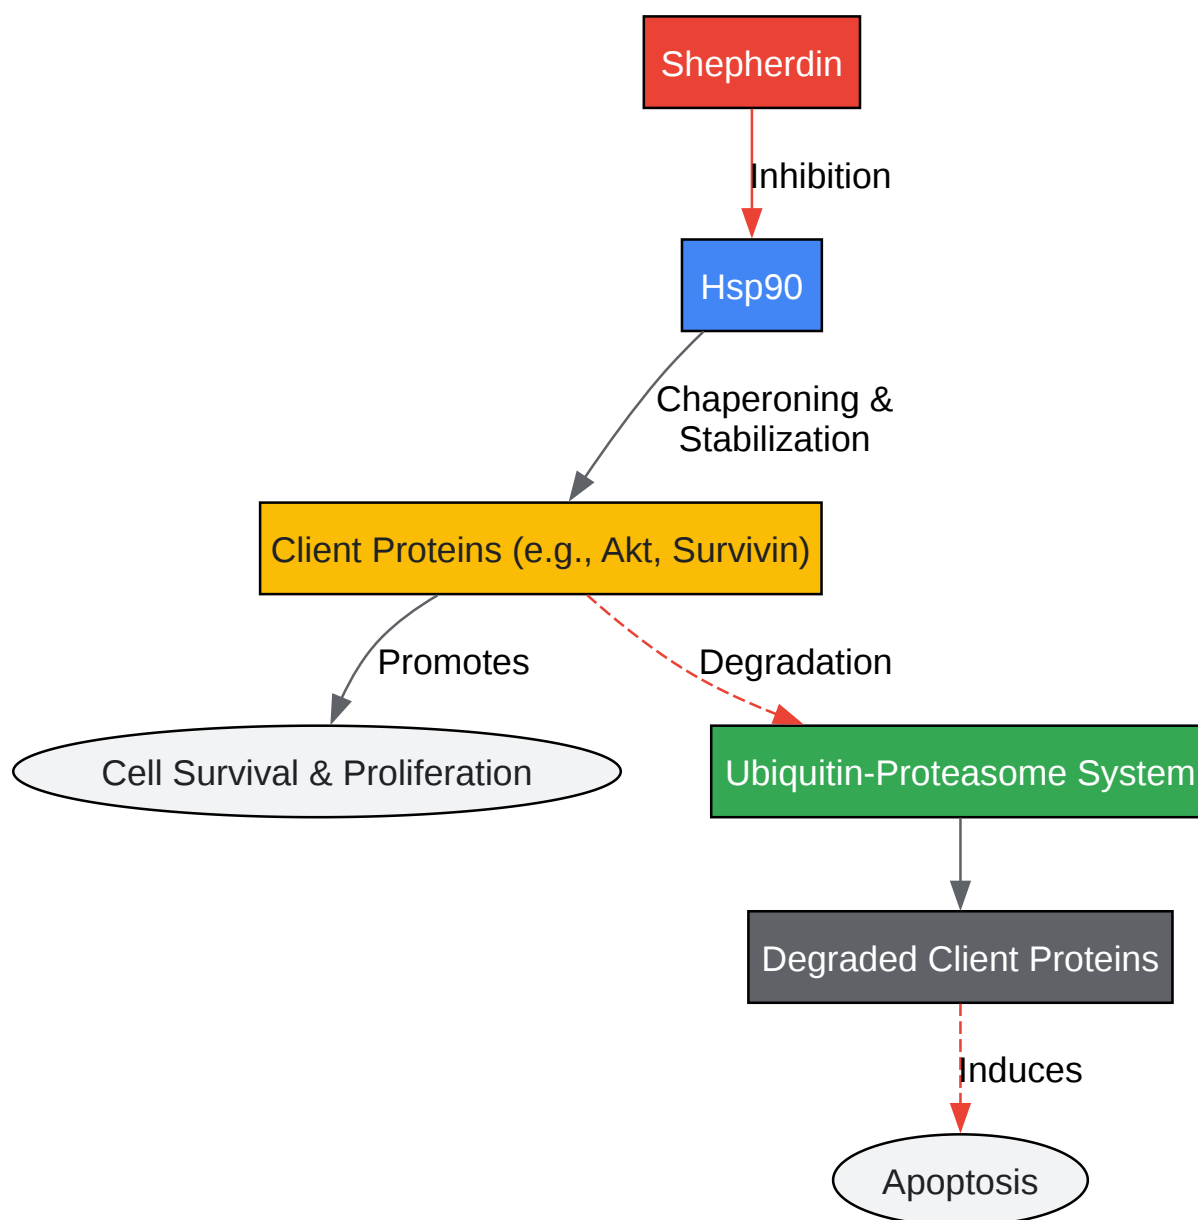 Shepherdin
Inhibition
Hsp90
Chaperoning &
Stabilization
Client Proteins (e.g., Akt, Survivin)
Promotes
Degradation
Cell Survival & Proliferation
Ubiquitin-Proteasome System
Degraded Client Proteins
Induces
Apoptosis